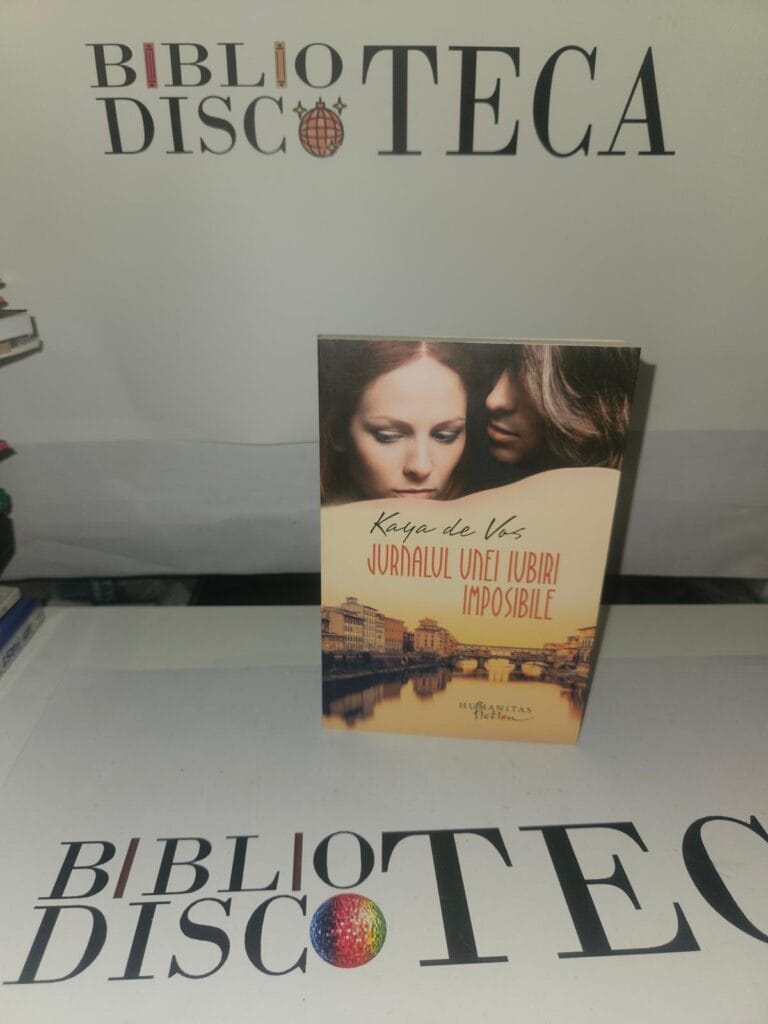 BIBLIO
DISCOTECA
Kaya de Vos
JURNALUL UNEI IUBIRI
IMPOSIBILE
HUMANITAS
fiction
BIBLIO
DISCOTEC